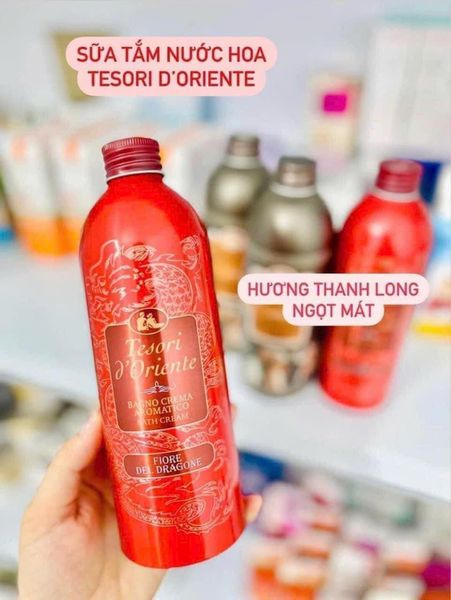 SỮA TẮM NƯỚC HOA
TESORI D'ORIENTE
HƯƠNG THANH LONG
NGỌT MÁT
Tesori
d'Oriente
BAGNO CREMA
AROMATICO
BATH CREAM
FIORE
DEL DRAGONE